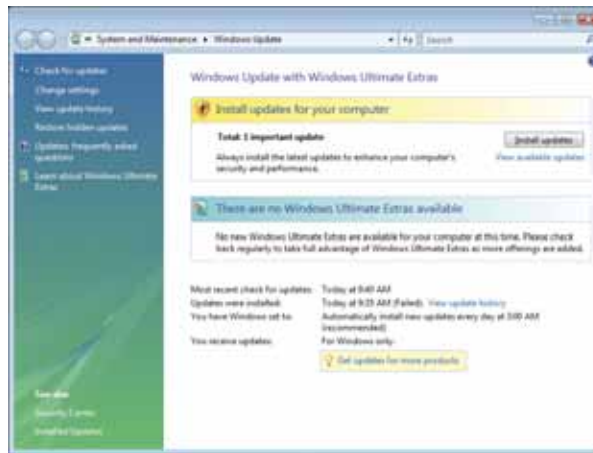 System and Maintenance ▸ Windows Update
Search
Check for updates
Change settings
View update history
Restore hidden updates
Updates: frequently asked
questions
Learn about Windows Ultimate
Extras
Windows Update with Windows Ultimate Extras
Install updates for your computer
Total: 1 important update
Install updates
Always install the latest updates to enhance your computer's
security and performance.
View available updates
There are no Windows Ultimate Extras available
No new Windows Ultimate Extras are available for your computer at this time. Please check
back regularly to take full advantage of Windows Ultimate Extras as more offerings are added.
Most recent check for updates: Today at 9:40 AM
Updates were installed: Today at 9:35 AM (Failed). View update history
You have Windows set to: Automatically install new updates every day at 3:00 AM
(recommended)
You receive updates: For Windows only.
Get updates for more products
See also
Security Center
Installed Updates